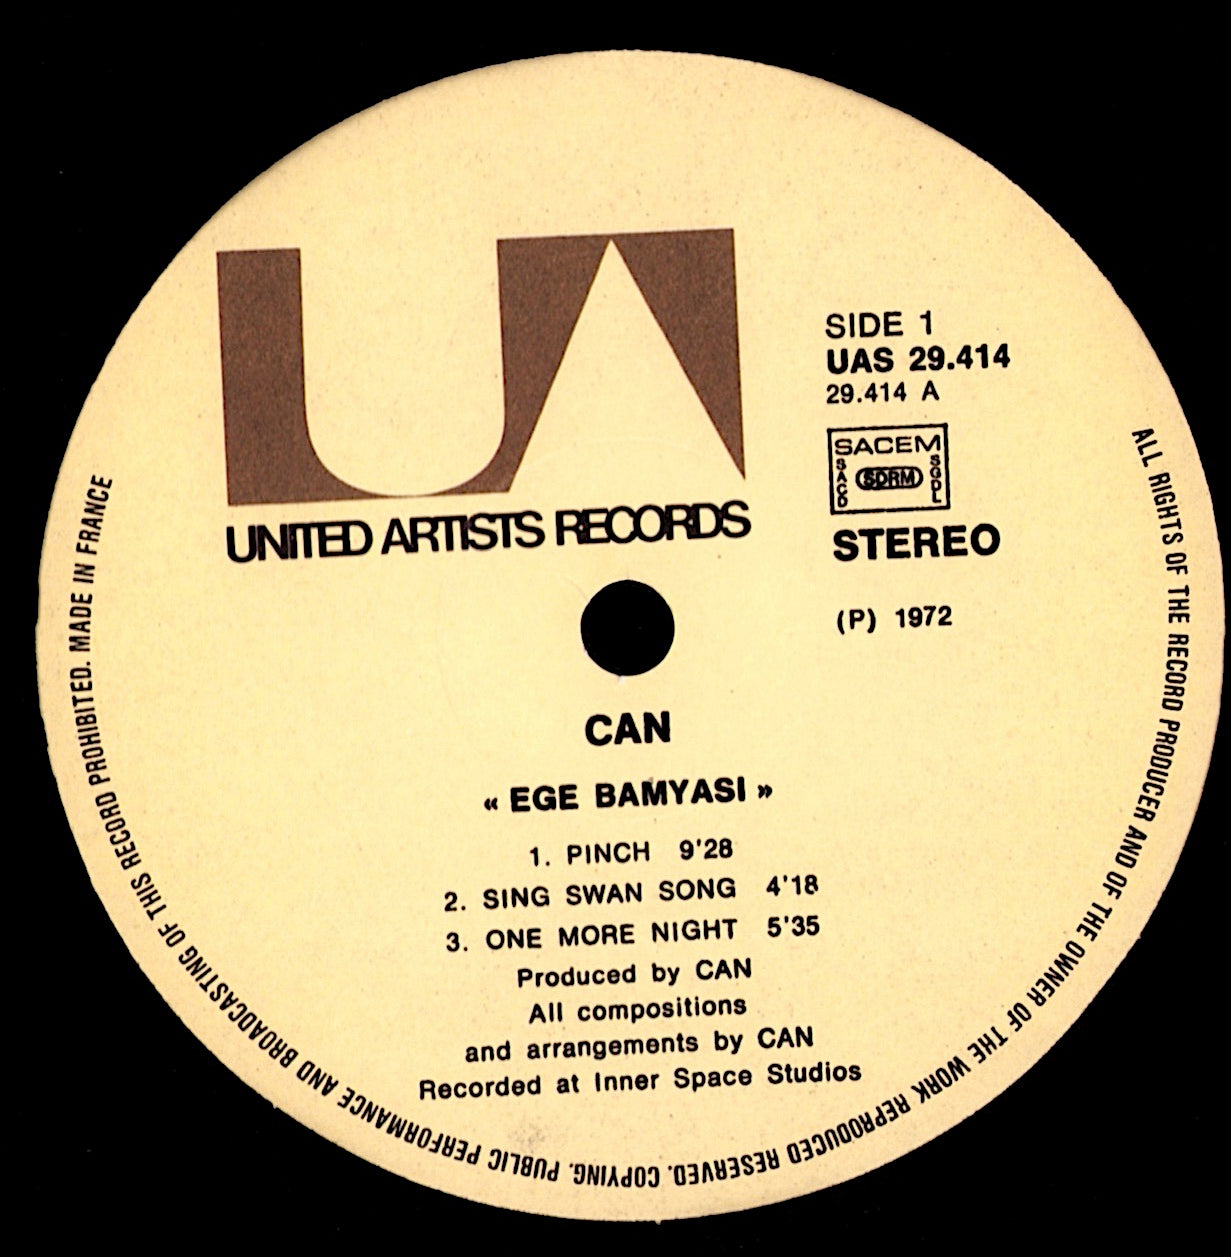 UA
UNITED ARTISTS RECORDS
SIDE 1
UAS 29.414
29.414 A
SACEM
SACD SDRM SGDL
STEREO
(P) 1972
CAN
« EGE BAMYASI »
1. PINCH 9'28
2. SING SWAN SONG 4'18
3. ONE MORE NIGHT 5'35
Produced by CAN
All compositions
and arrangements by CAN
Recorded at Inner Space Studios
ALL RIGHTS OF THE RECORD PRODUCER AND OF THE OWNER OF THE WORK REPRODUCED RESERVED. COPYING. PUBLIC PERFORMANCE AND BROADCASTING OF THIS RECORD PROHIBITED. MADE IN FRANCE